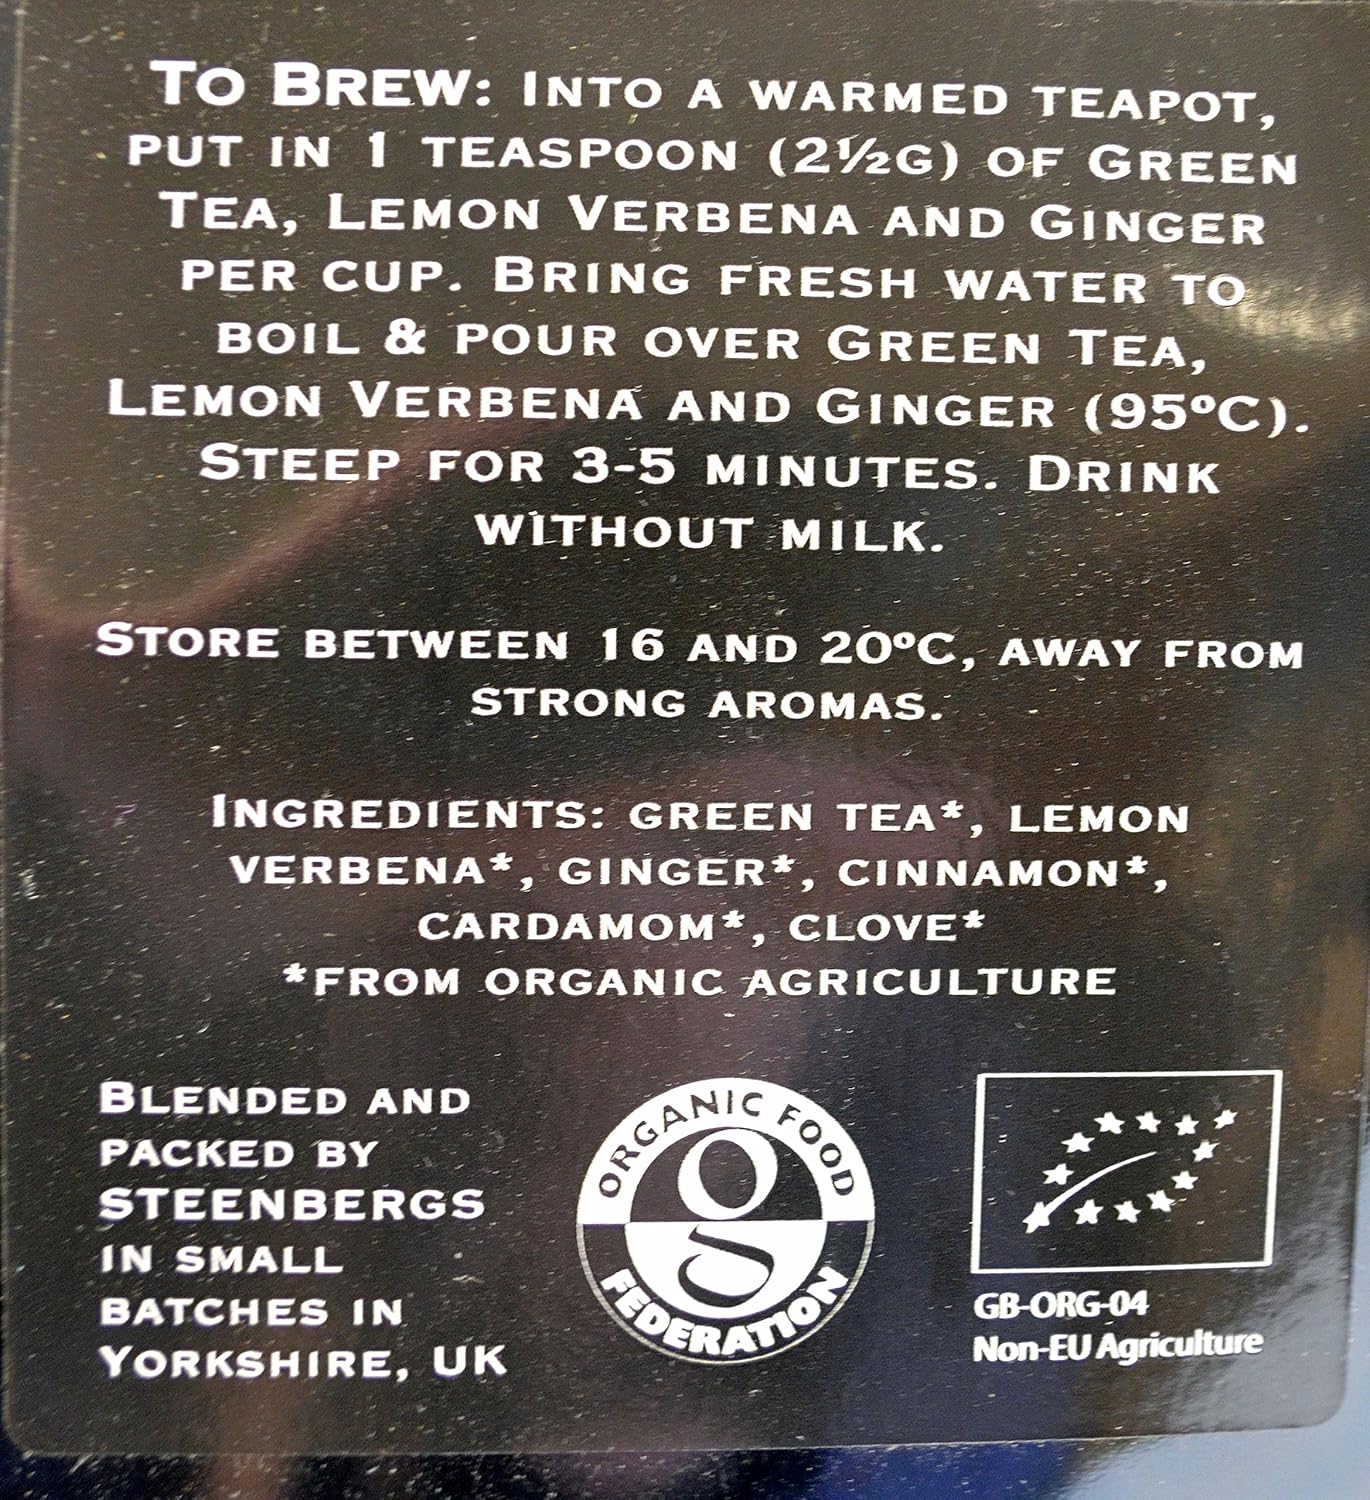 TO BREW: INTO A WARMED TEAPOT,
PUT IN 1 TEASPOON (2½G) OF GREEN
TEA, LEMON VERBENA AND GINGER
PER CUP. BRING FRESH WATER TO
BOIL & POUR OVER GREEN TEA,
LEMON VERBENA AND GINGER (95ºC).
STEEP FOR 3-5 MINUTES. DRINK
WITHOUT MILK.
STORE BETWEEN 16 AND 20ºC, AWAY FROM
STRONG AROMAS.
INGREDIENTS: GREEN TEA*, LEMON
VERBENA*, GINGER*, CINNAMON*,
CARDAMOM*, CLOVE*
*FROM ORGANIC AGRICULTURE
BLENDED AND
PACKED BY
STEENBERGS
IN SMALL
BATCHES IN
YORKSHIRE, UK
ORGANIC FOOD
FEDERATION
GB-ORG-04
Non-EU Agriculture